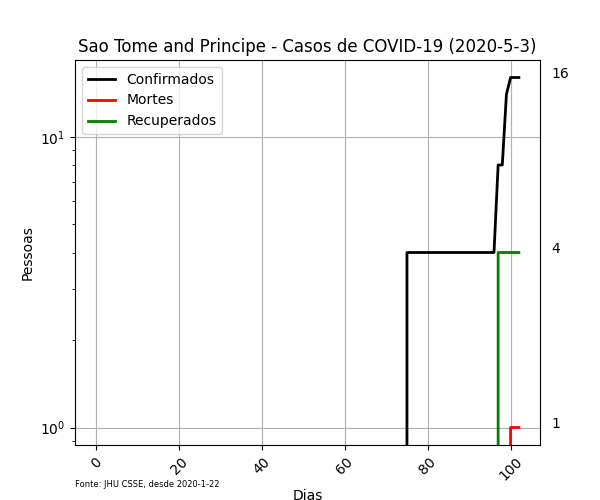 Sao Tome and Principe - Casos de COVID-19 (2020-5-3)
Confirmados
Mortes
Recuperados
16
4
1
10¹
10⁰
Pessoas
0
20
40
60
80
100
Fonte: JHU CSSE, desde 2020-1-22
Dias